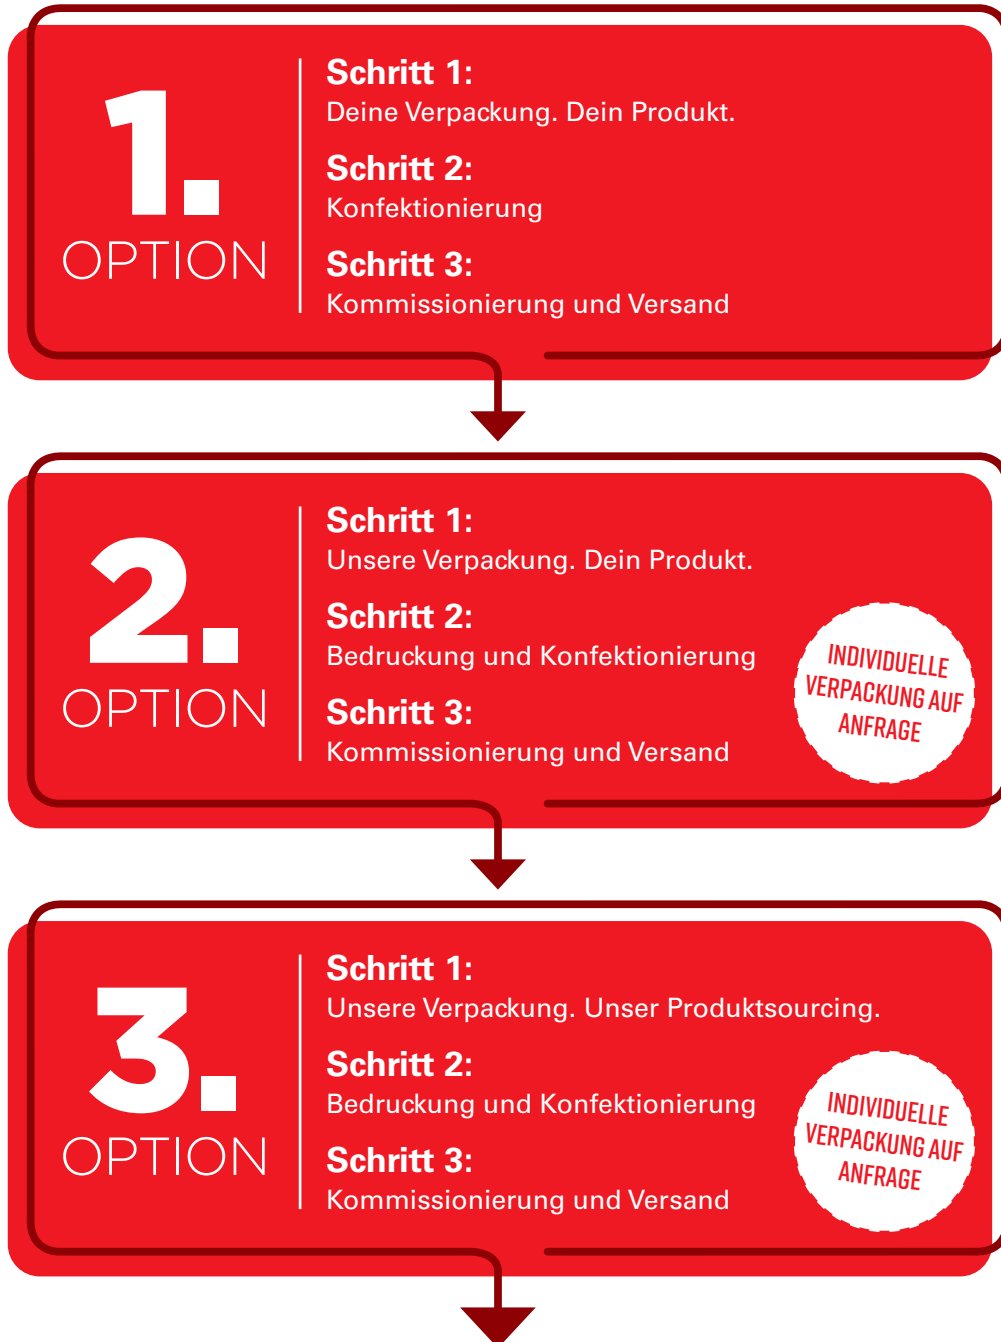 1.
OPTION
Schritt 1:
Deine Verpackung. Dein Produkt.
Schritt 2:
Konfektionierung
Schritt 3:
Kommissionierung und Versand
2.
OPTION
Schritt 1:
Unsere Verpackung. Dein Produkt.
Schritt 2:
Bedruckung und Konfektionierung
Schritt 3:
Kommissionierung und Versand
INDIVIDUELLE
VERPACKUNG AUF
ANFRAGE
3.
OPTION
Schritt 1:
Unsere Verpackung. Unser Produktsourcing.
Schritt 2:
Bedruckung und Konfektionierung
Schritt 3:
Kommissionierung und Versand
INDIVIDUELLE
VERPACKUNG AUF
ANFRAGE